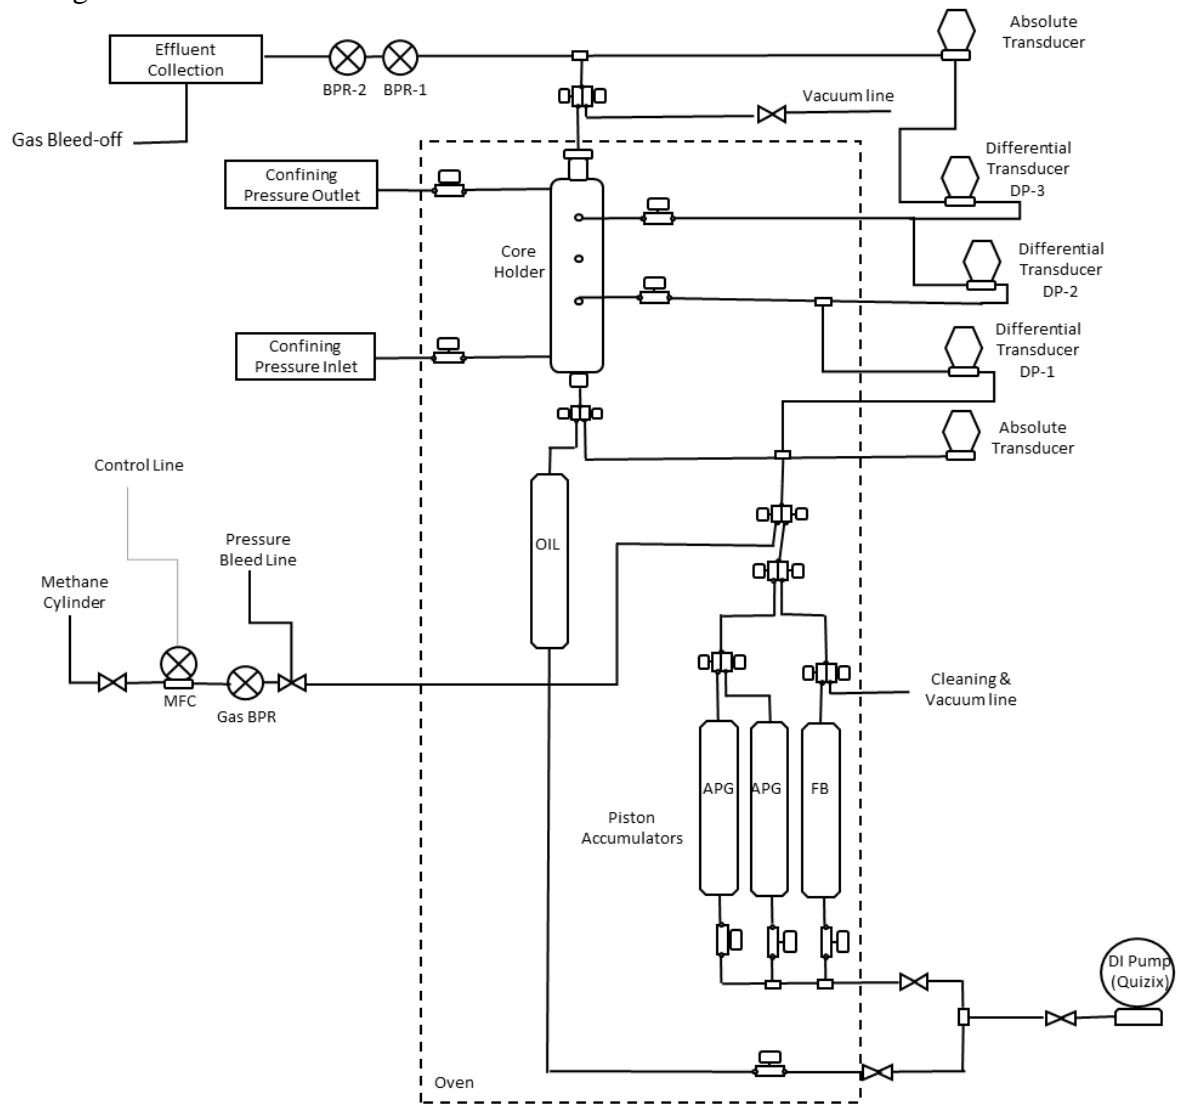 Absolute
Transducer
Effluent
Collection
BPR-2
BPR-1
Vacuum line
Gas Bleed-off
Differential
Transducer
DP-3
Confining
Pressure Outlet
Core
Holder
Differential
Transducer
DP-2
Differential
Transducer
DP-1
Confining
Pressure Inlet
Absolute
Transducer
Control Line
OIL
Pressure
Bleed Line
Methane
Cylinder
MFC
Gas BPR
Cleaning &
Vacuum line
APG
APG
FB
Piston
Accumulators
DI Pump
(Quizix)
Oven